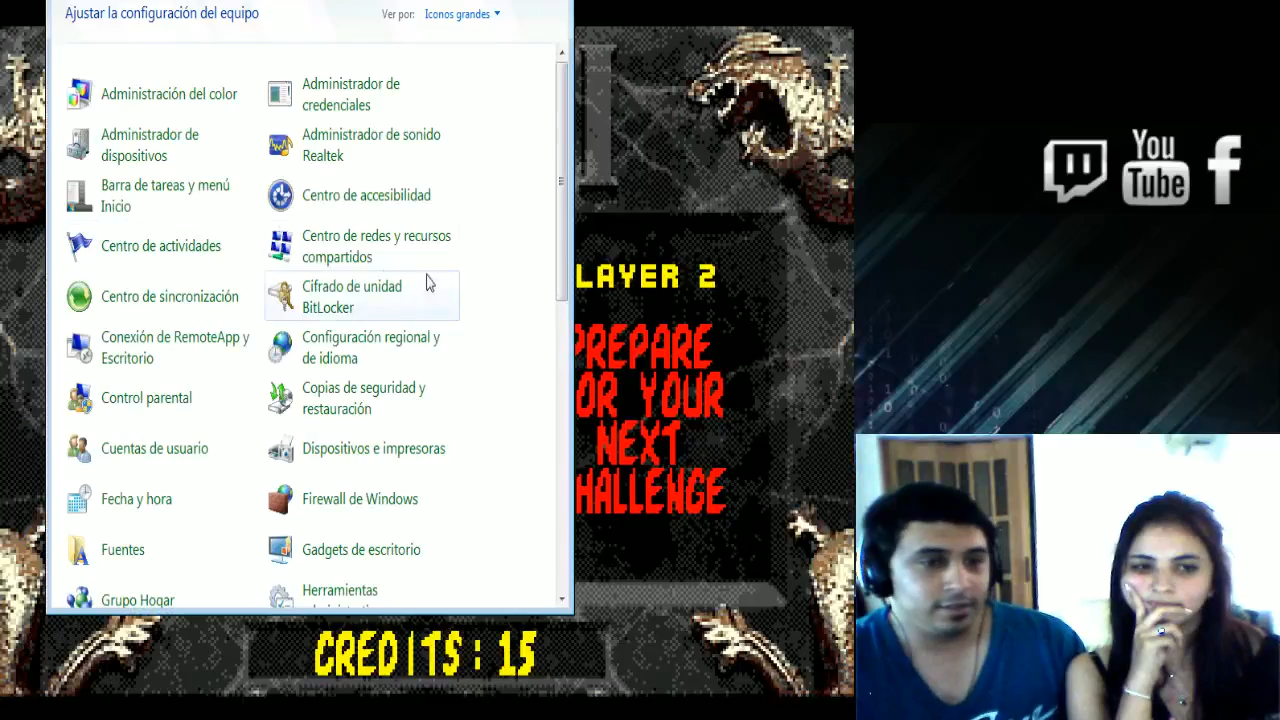 Ajustar la configuración del equipo
Ver por: Iconos grandes
Administración del color
Administrador de
credenciales
Administrador de
dispositivos
Administrador de sonido
Realtek
Barra de tareas y menú
Inicio
Centro de accesibilidad
Centro de actividades
Centro de redes y recursos
compartidos
Centro de sincronización
Cifrado de unidad
BitLocker
Conexión de RemoteApp y
Escritorio
Configuración regional y
de idioma
Control parental
Copias de seguridad y
restauración
Cuentas de usuario
Dispositivos e impresoras
Fecha y hora
Firewall de Windows
Fuentes
Gadgets de escritorio
Grupo Hogar
Herramientas
LAYER 2
PREPARE
OR YOUR
NEXT
HALLENGE
CREDITS : 15
You
Tube
f